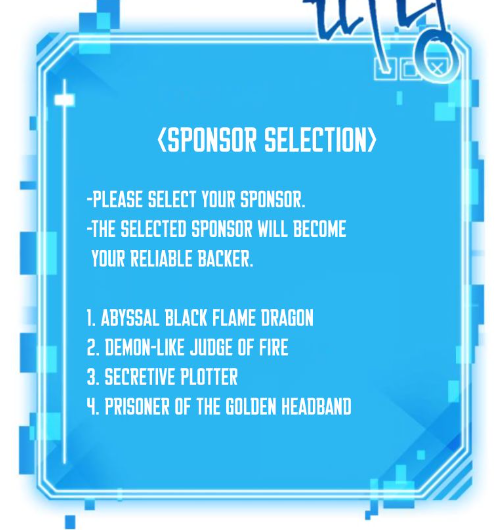 <SPONSOR SELECTION>
-PLEASE SELECT YOUR SPONSOR.
-THE SELECTED SPONSOR WILL BECOME
YOUR RELIABLE BACKER.
1. ABYSSAL BLACK FLAME DRAGON
2. DEMON-LIKE JUDGE OF FIRE
3. SECRETIVE PLOTTER
4. PRISONER OF THE GOLDEN HEADBAND